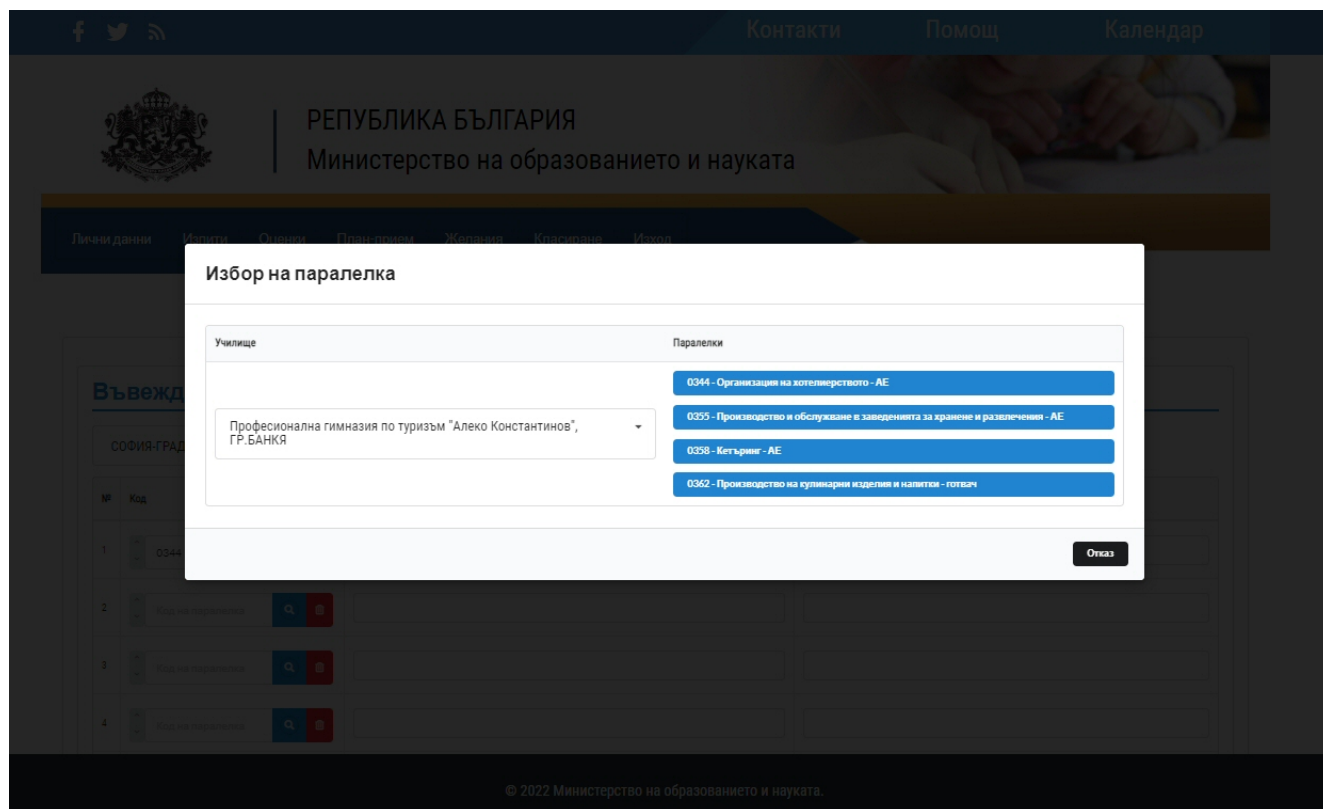 Контакти
Помощ
Календар
РЕПУБЛИКА БЪЛГАРИЯ
Министерство на образованието и науката
Лични данни Изпити Оценки План-прием Желания Класиране Изход
Избор на паралелка
Училище
Паралелки
Професионална гимназия по туризъм "Алеко Константинов",
ГР.БАНКЯ
0344 - Организация на хотелиерството - АЕ
0355 - Производство и обслужване в заведенията за хранене и развлечения - АЕ
0358 - Кетъринг - АЕ
0362 - Производство на кулинарни изделия и напитки - готвач
Отказ
Въвежд
СОФИЯ-ГРАД
№ Код
1 0344
2 Код на паралелка
3 Код на паралелка
4 Код на паралелка
© 2022 Министерство на образованието и науката.